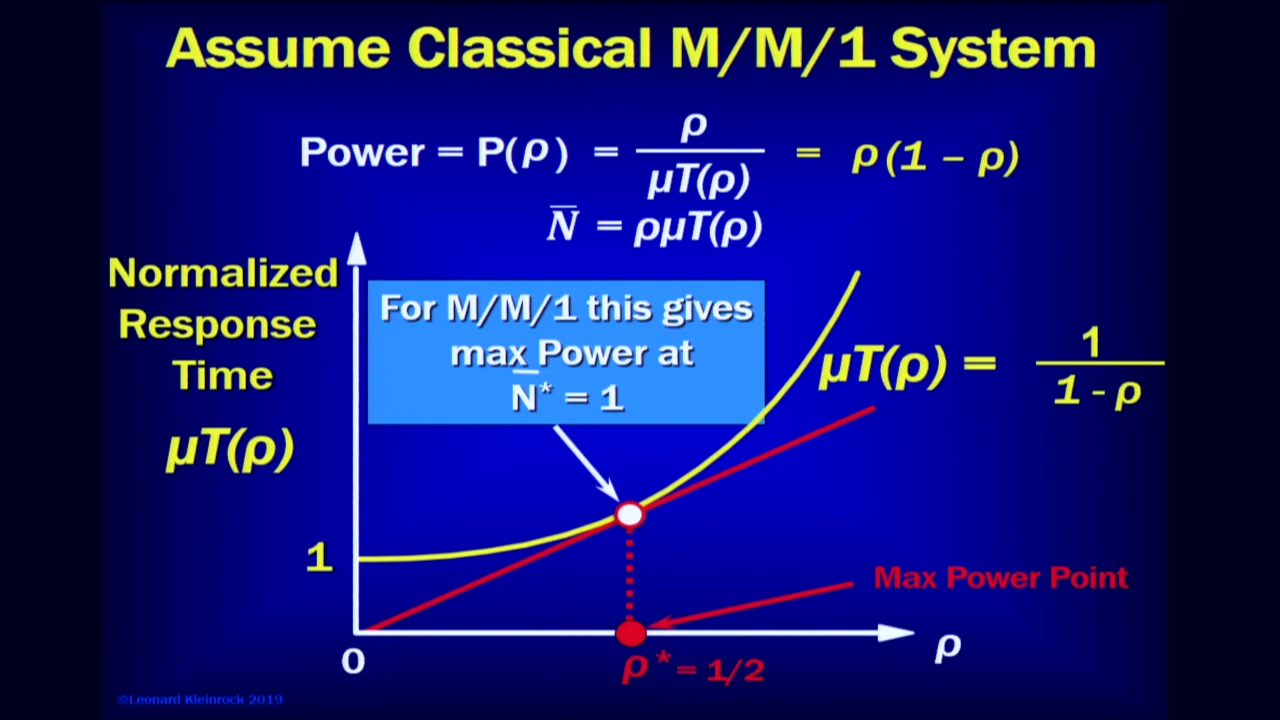 Assume Classical M/M/1 System
Power = P(ρ) = ρ / μT(ρ) = ρ(1 – ρ)
N̅ = ρμT(ρ)
Normalized
Response
Time
μT(ρ)
For M/M/1 this gives
max Power at
N̅* = 1
μT(ρ) = 1 / 1 - ρ
1
Max Power Point
0
ρ
ρ* = 1/2
©Leonard Kleinrock 2019